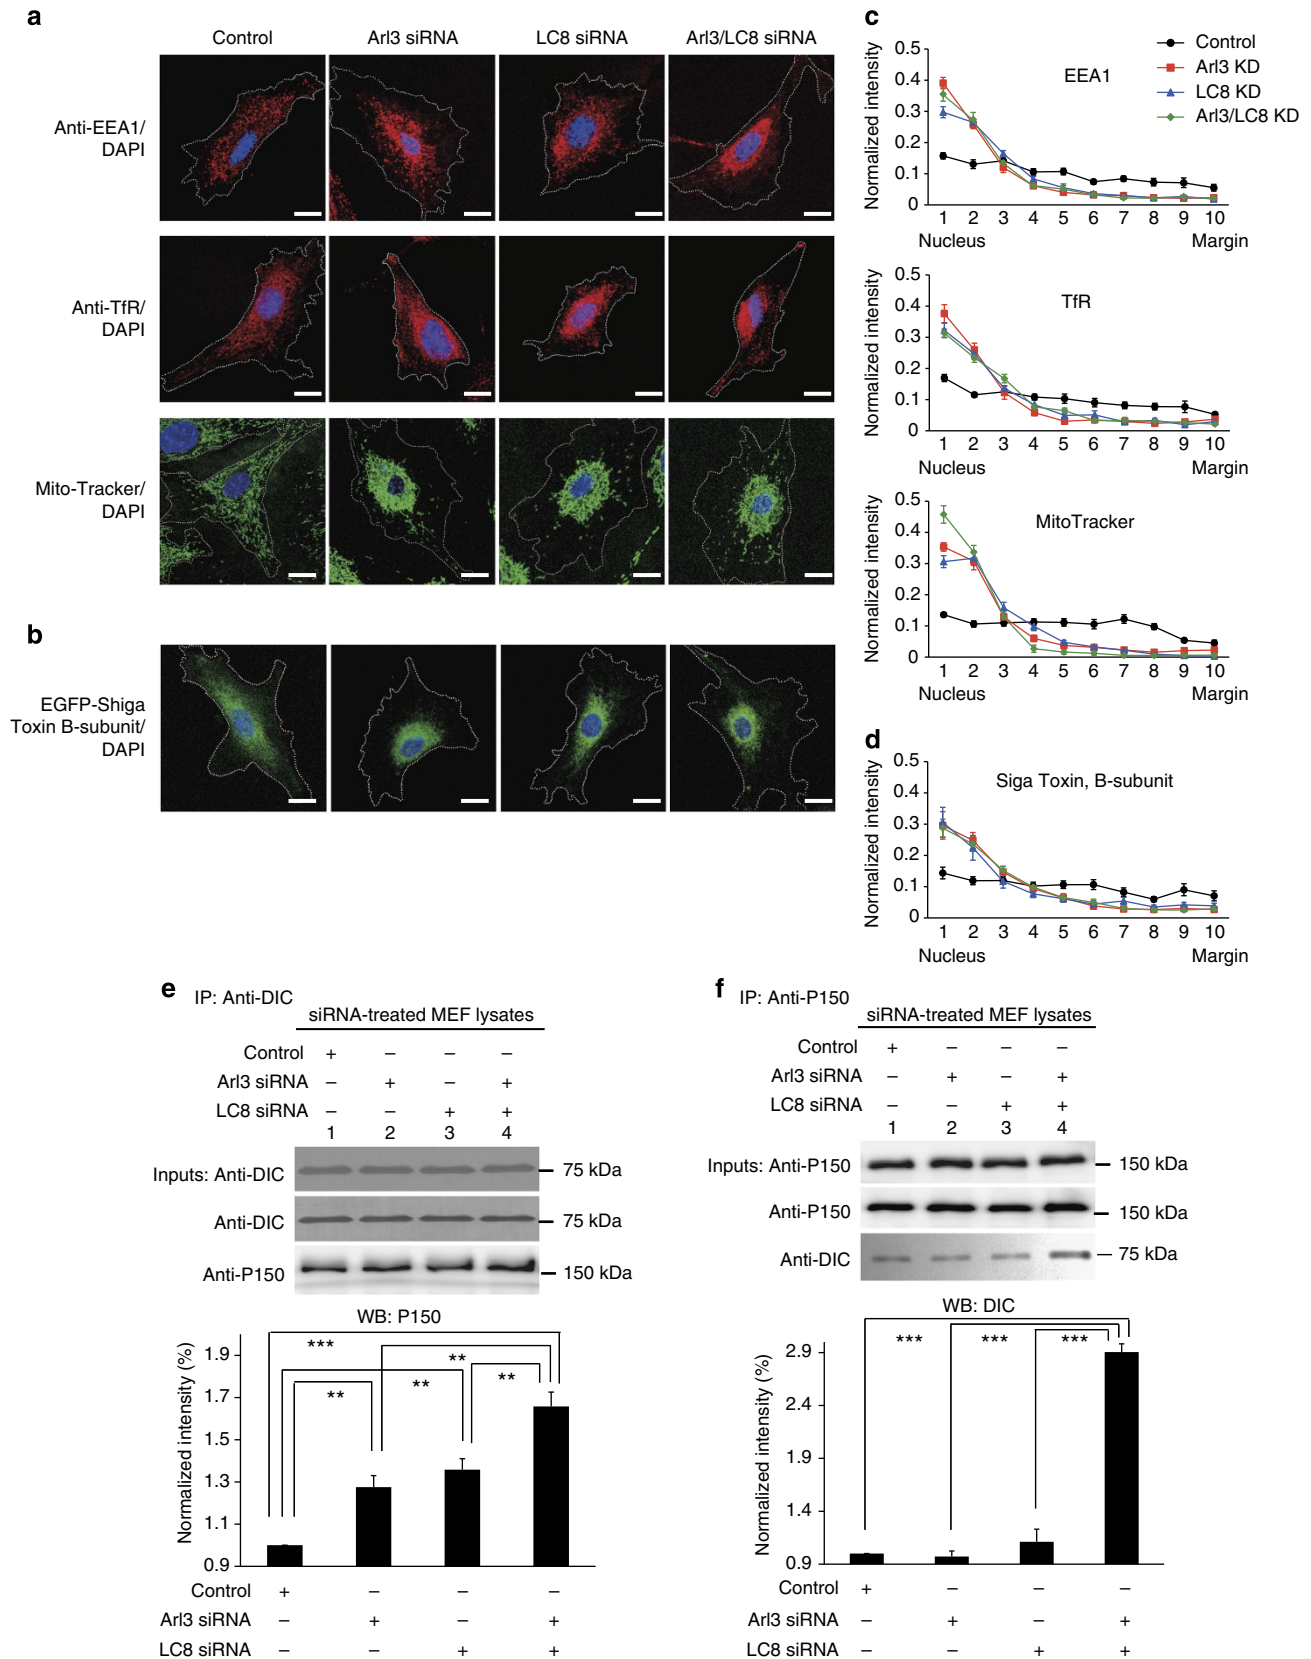 a
Control Arl3 siRNA LC8 siRNA Arl3/LC8 siRNA
Anti-EEA1/
DAPI
Anti-TfR/
DAPI
Mito-Tracker/
DAPI
b
EGFP-Shiga
Toxin B-subunit/
DAPI
c
Control
Arl3 KD
LC8 KD
Arl3/LC8 KD
EEA1
Normalized intensity
0.5
0.4
0.3
0.2
0.1
0
1 2 3 4 5 6 7 8 9 10
Nucleus Margin
TfR
Normalized intensity
0.5
0.4
0.3
0.2
0.1
0
1 2 3 4 5 6 7 8 9 10
Nucleus Margin
MitoTracker
Normalized intensity
0.5
0.4
0.3
0.2
0.1
0
1 2 3 4 5 6 7 8 9 10
Nucleus Margin
d
Siga Toxin, B-subunit
Normalized intensity
0.5
0.4
0.3
0.2
0.1
0
1 2 3 4 5 6 7 8 9 10
Nucleus Margin
e
IP: Anti-DIC
siRNA-treated MEF lysates
Control + – – –
Arl3 siRNA – + – +
LC8 siRNA – – + +
1 2 3 4
Inputs: Anti-DIC 75 kDa
Anti-DIC 75 kDa
Anti-P150 150 kDa
WB: P150
Normalized intensity (%)
1.9
1.7
1.5
1.3
1.1
0.9
***
**
**
**
**
Control + – – –
Arl3 siRNA – + – +
LC8 siRNA – – + +
f
IP: Anti-P150
siRNA-treated MEF lysates
Control + – – –
Arl3 siRNA – + – +
LC8 siRNA – – + +
1 2 3 4
Inputs: Anti-P150 150 kDa
Anti-P150 150 kDa
Anti-DIC 75 kDa
WB: DIC
Normalized intensity (%)
2.9
2.4
1.9
1.4
0.9
*** *** ***
Control + – – –
Arl3 siRNA – + – +
LC8 siRNA – – + +